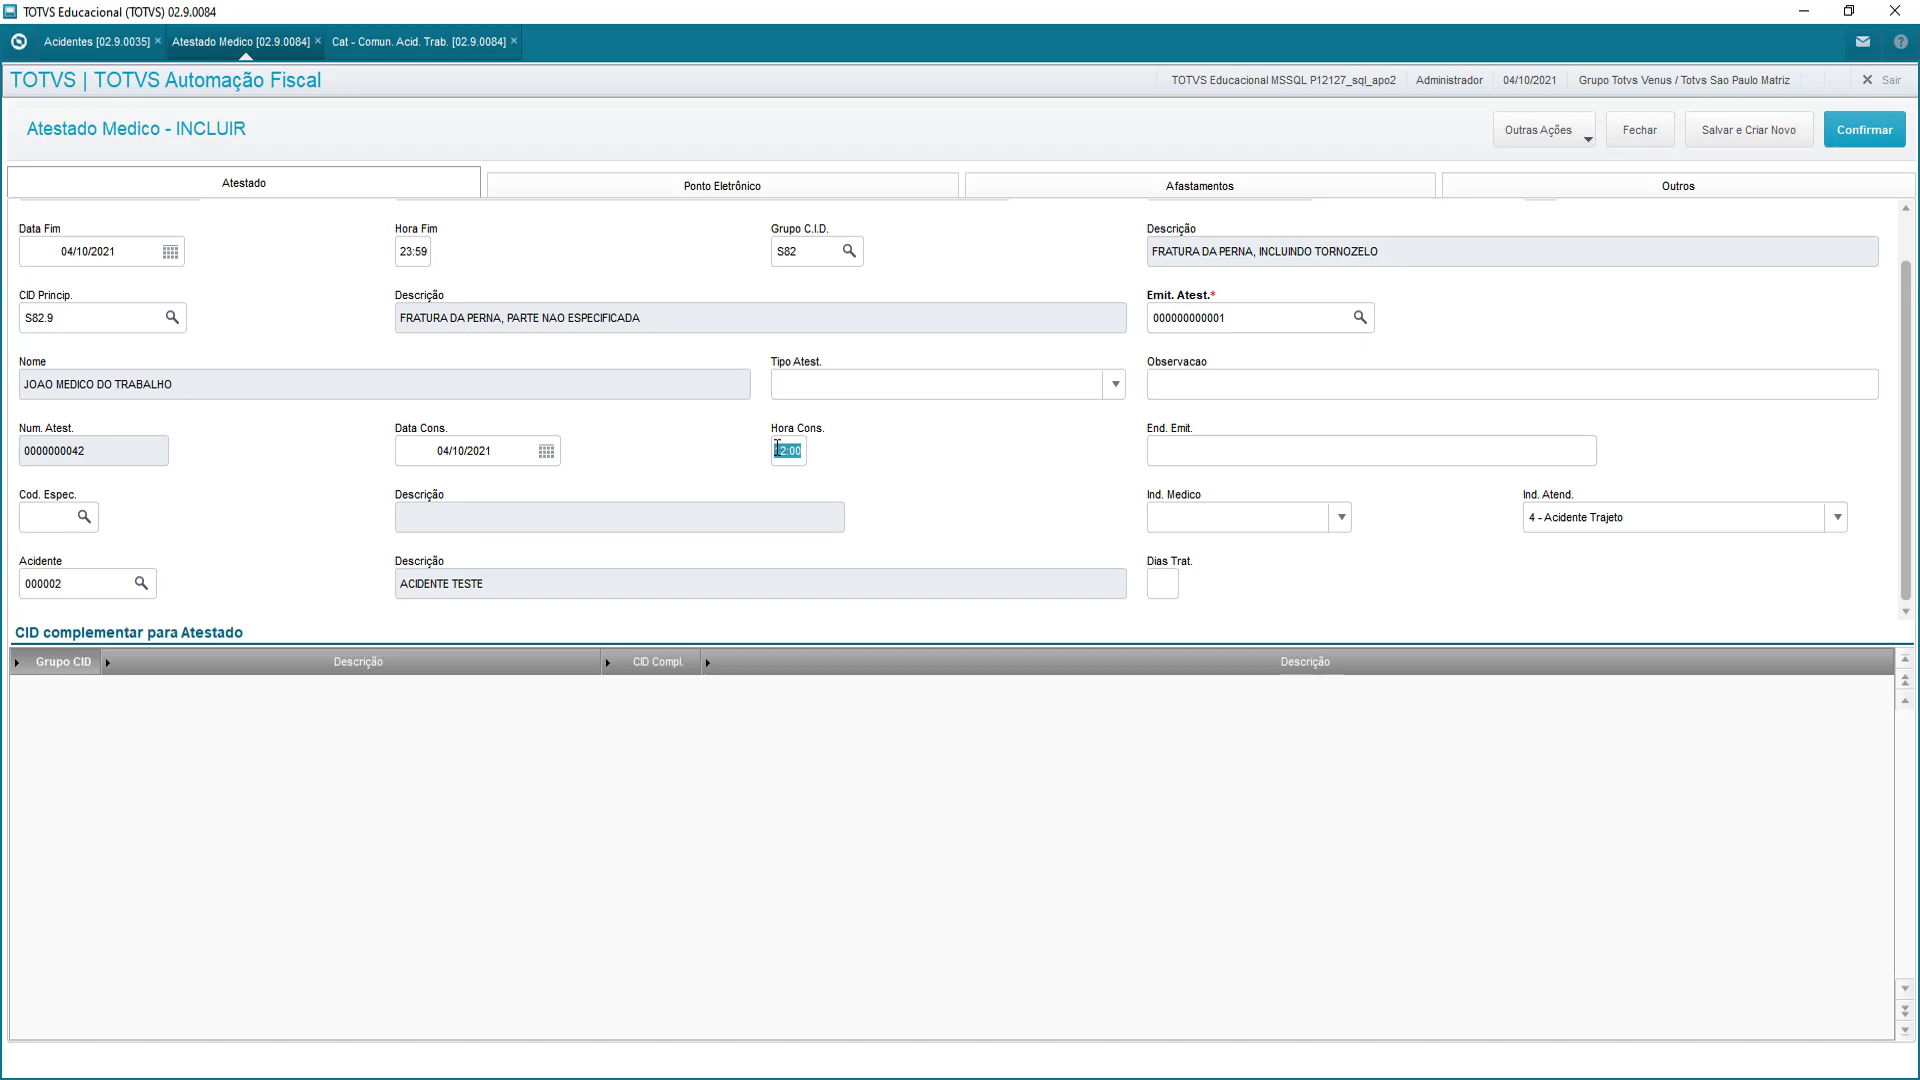 TOTVS Educacional (TOTVS) 02.9.0084
Acidentes [02.9.0035] Atestado Medico [02.9.0084] Cat - Comun. Acid. Trab. [02.9.0084]
TOTVS | TOTVS Automação Fiscal
TOTVS Educacional MSSQL P12127_sql_apo2 Administrador 04/10/2021 Grupo Totvs Venus / Totvs Sao Paulo Matriz Sair
Atestado Medico - INCLUIR
Outras Ações Fechar Salvar e Criar Novo Confirmar
Atestado Ponto Eletrônico Afastamentos Outros
Data Fim Hora Fim Grupo C.I.D. Descrição
04/10/2021 23:59 S82 FRATURA DA PERNA, INCLUINDO TORNOZELO
CID Princip. Descrição Emit. Atest.*
S82.9 FRATURA DA PERNA, PARTE NAO ESPECIFICADA 000000000001
Nome Tipo Atest. Observacao
JOAO MEDICO DO TRABALHO
Num. Atest. Data Cons. Hora Cons. End. Emit.
0000000042 04/10/2021 2:00
Cod. Espec. Descrição Ind. Medico Ind. Atend.
4 - Acidente Trajeto
Acidente Descrição Dias Trat.
000002 ACIDENTE TESTE
CID complementar para Atestado
Grupo CID Descrição CID Compl. Descrição